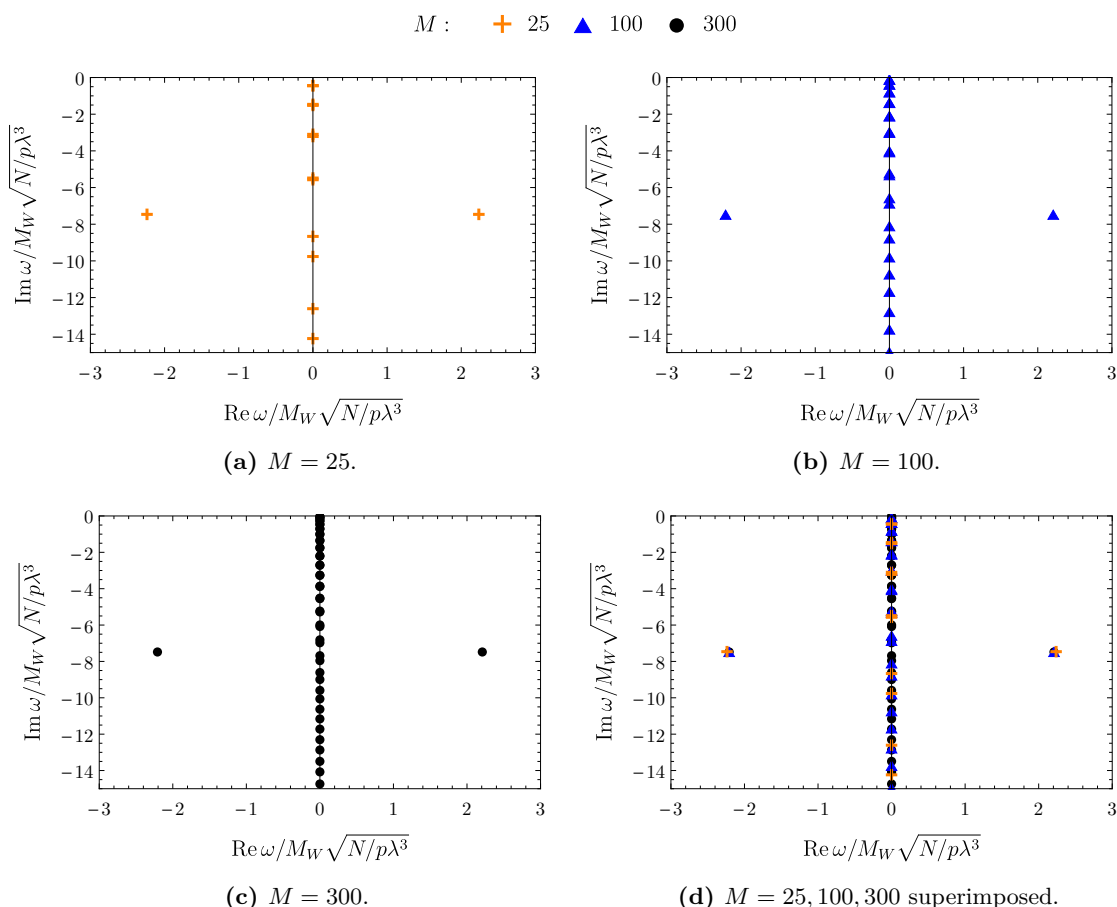 M : 25 100 300
0
−2
−4
−6
−8
−10
−12
−14
−3 −2 −1 0 1 2 3
Im ω/M_W√N/pλ³
Re ω/M_W√N/pλ³
(a) M = 25.
0
−2
−4
−6
−8
−10
−12
−14
−3 −2 −1 0 1 2 3
Im ω/M_W√N/pλ³
Re ω/M_W√N/pλ³
(b) M = 100.
0
−2
−4
−6
−8
−10
−12
−14
−3 −2 −1 0 1 2 3
Im ω/M_W√N/pλ³
Re ω/M_W√N/pλ³
(c) M = 300.
0
−2
−4
−6
−8
−10
−12
−14
−3 −2 −1 0 1 2 3
Im ω/M_W√N/pλ³
Re ω/M_W√N/pλ³
(d) M = 25, 100, 300 superimposed.